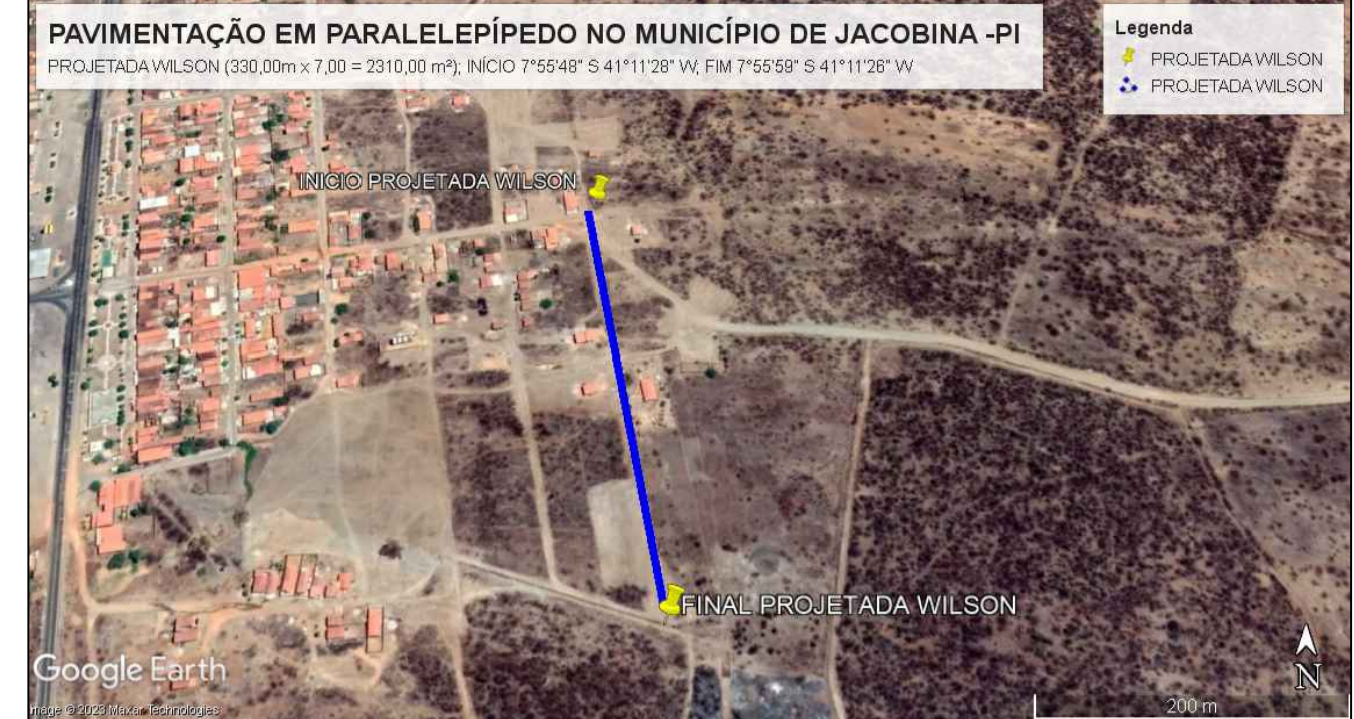 PAVIMENTAÇÃO EM PARALELEPÍPEDO NO MUNICÍPIO DE JACOBINA -PI
PROJETADA WILSON (330,00m x 7,00 = 2310,00 m²); INÍCIO 7°55'48" S 41°11'28" W; FIM 7°55'59" S 41°11'26" W
Legenda
PROJETADA WILSON
PROJETADA WILSON
INICIO PROJETADA WILSON
FINAL PROJETADA WILSON
Google Earth
N
Image © 2023 Maxar Technologies
200 m